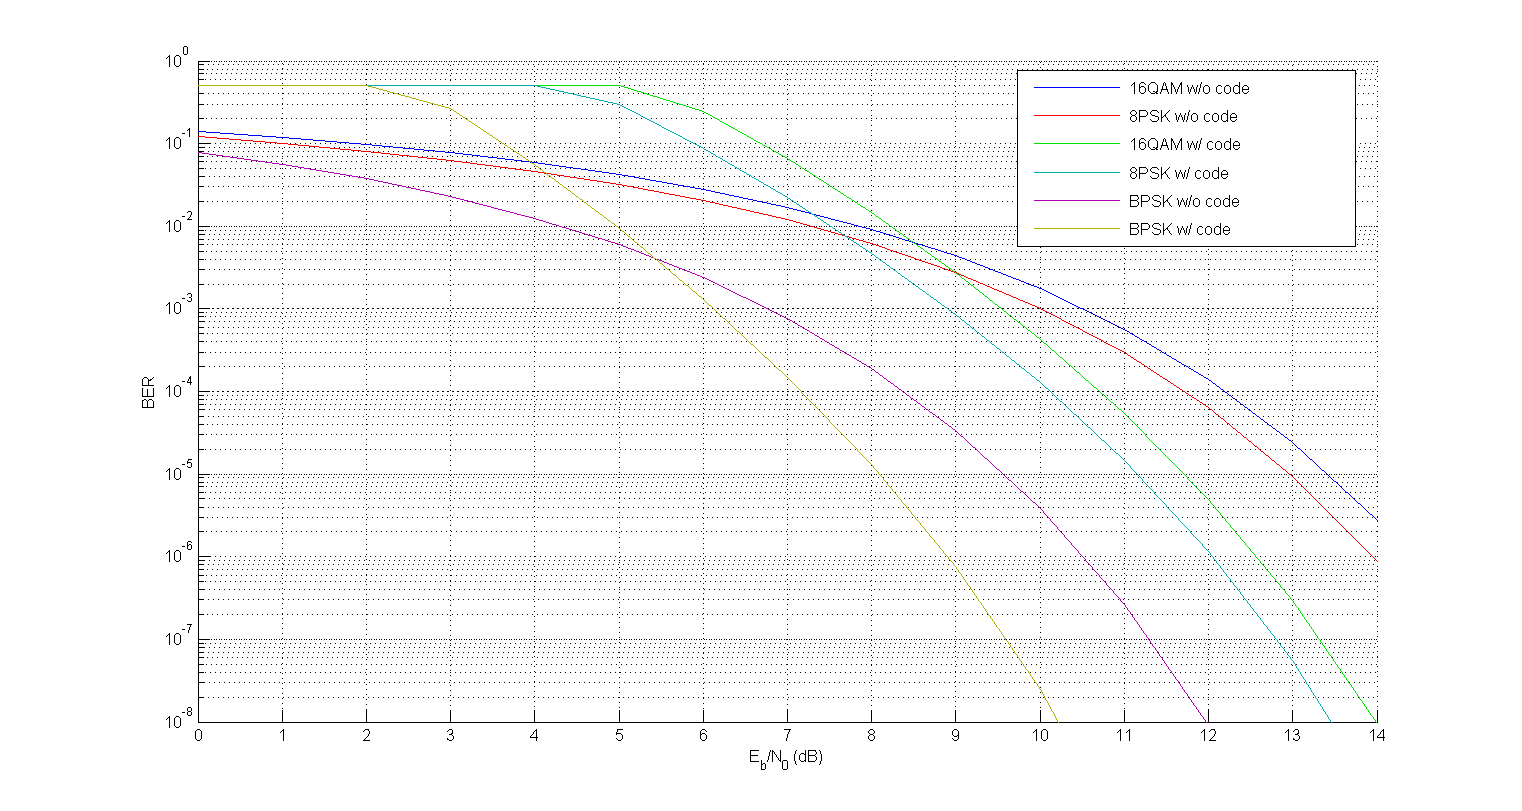 10^0
10^-1
10^-2
10^-3
10^-4
10^-5
10^-6
10^-7
10^-8
BER
16QAM w/o code
8PSK w/o code
16QAM w/ code
8PSK w/ code
BPSK w/o code
BPSK w/ code
0 1 2 3 4 5 6 7 8 9 10 11 12 13 14
E_b/N_0 (dB)